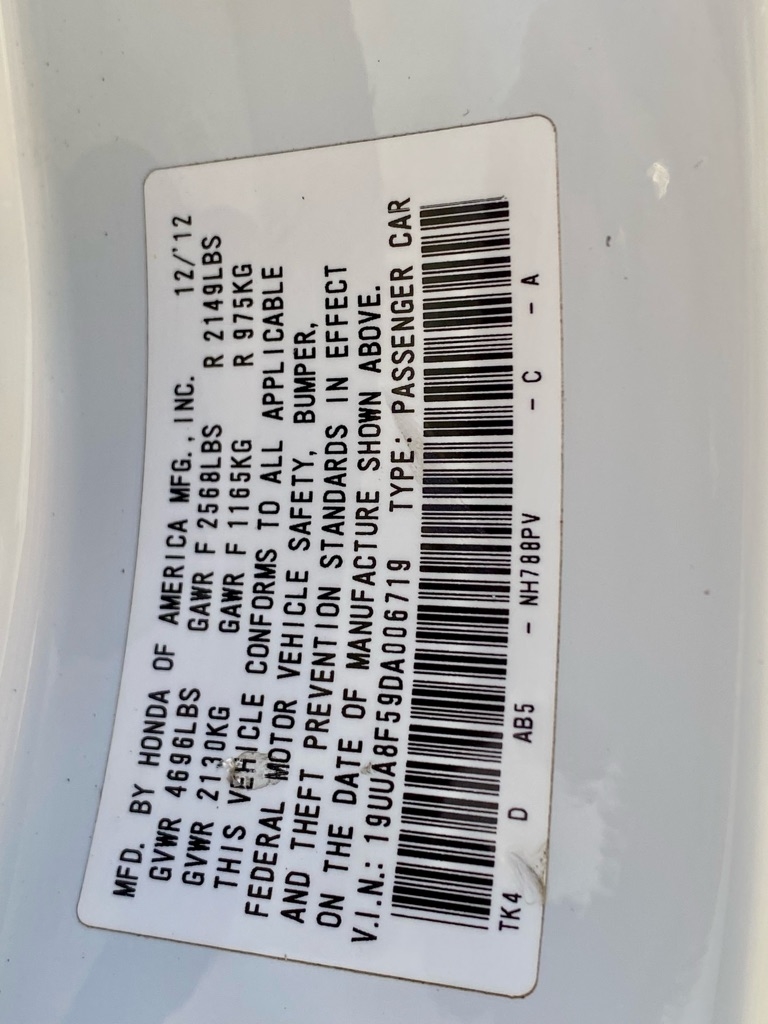 MFD. BY HONDA OF AMERICA MFG., INC. 12/'12
GVWR 4696LBS GAWR F 2568LBS R 2149LBS
GVWR 2130KG GAWR F 1165KG R 975KG
THIS VEHICLE CONFORMS TO ALL APPLICABLE
FEDERAL MOTOR VEHICLE SAFETY, BUMPER,
AND THEFT PREVENTION STANDARDS IN EFFECT
ON THE DATE OF MANUFACTURE SHOWN ABOVE.
V.I.N.: 19UUA8F59DA006719 TYPE: PASSENGER CAR
TK4 D AB5 - NH788PV - C - A